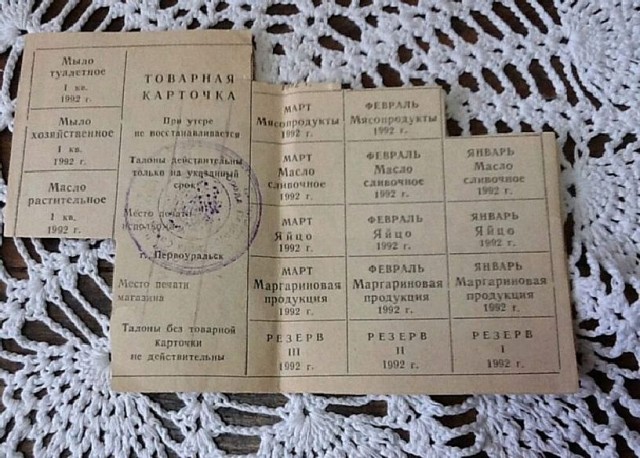 Мыло
туалетное
I кв.
1992 г.
Мыло
хозяйственное
I кв.
1992 г.
Масло
растительное
I кв.
1992 г.
ТОВАРНАЯ
КАРТОЧКА
При утере
не восстанавливается
Талоны действительны
только на указанный
срок
Место печати
исполкома
г. Первоуральск
Место печати
магазина
Талоны без товарной
карточки
не действительны
МАРТ
Мясопродукты
1992 г.
ФЕВРАЛЬ
Мясопродукты
1992 г.
МАРТ
Масло
сливочное
1992 г.
ФЕВРАЛЬ
Масло
сливочное
1992 г.
ЯНВАРЬ
Масло
сливочное
1992 г.
МАРТ
Яйцо
1992 г.
ФЕВРАЛЬ
Яйцо
1992 г.
ЯНВАРЬ
Яйцо
1992 г.
МАРТ
Маргариновая
продукция
1992 г.
ФЕВРАЛЬ
Маргариновая
продукция
1992 г.
ЯНВАРЬ
Маргариновая
продукция
1992 г.
РЕЗЕРВ
III
1992 г.
РЕЗЕРВ
II
1992 г.
РЕЗЕРВ
I
1992 г.